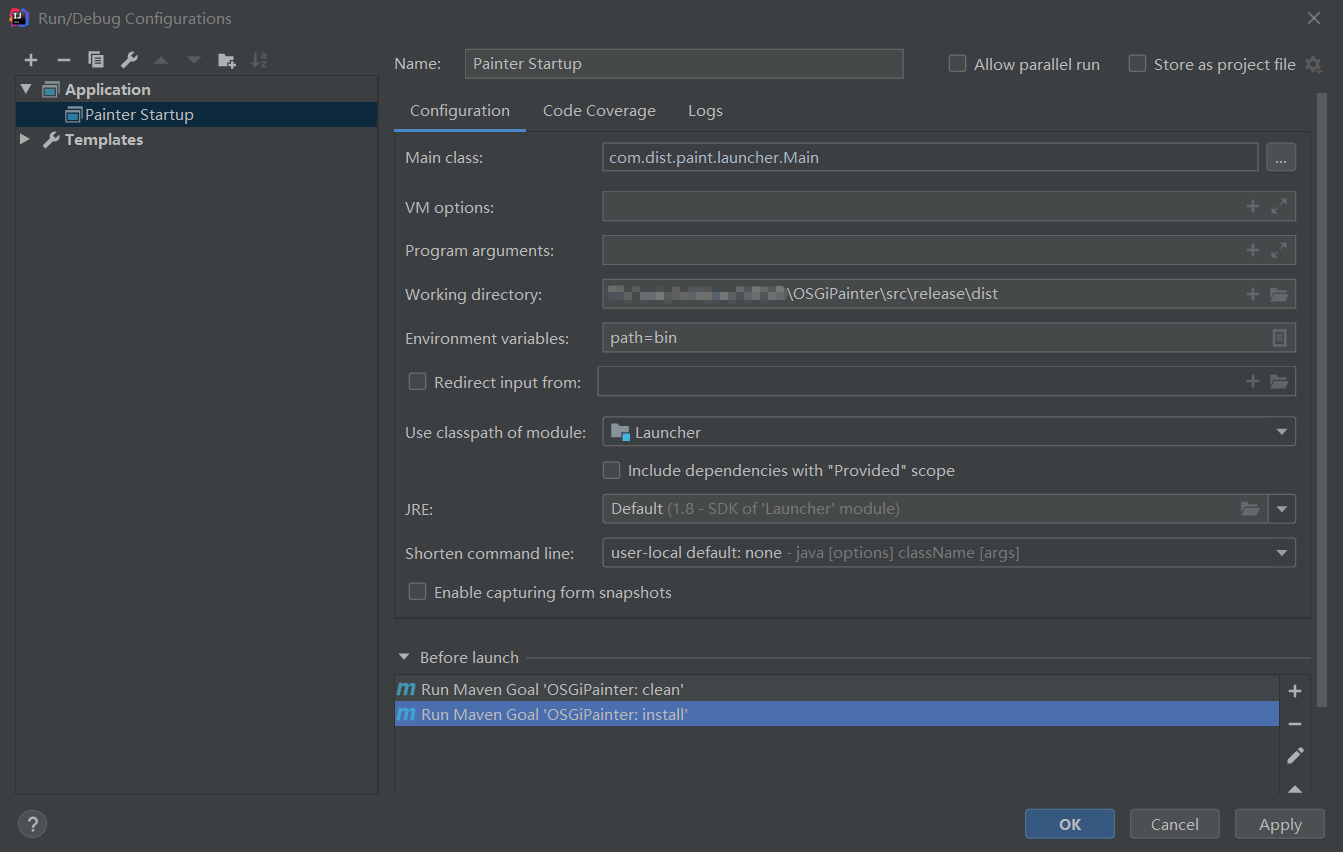 Run/Debug Configurations
Application
Painter Startup
Templates
Name: Painter Startup Allow parallel run Store as project file
Configuration Code Coverage Logs
Main class: com.dist.paint.launcher.Main ...
VM options:
Program arguments:
Working directory: \OSGiPainter\src\release\dist
Environment variables: path=bin
Redirect input from:
Use classpath of module: Launcher
Include dependencies with "Provided" scope
JRE: Default (1.8 - SDK of 'Launcher' module)
Shorten command line: user-local default: none - java [options] className [args]
Enable capturing form snapshots
Before launch
Run Maven Goal 'OSGiPainter: clean'
Run Maven Goal 'OSGiPainter: install'
? OK Cancel Apply